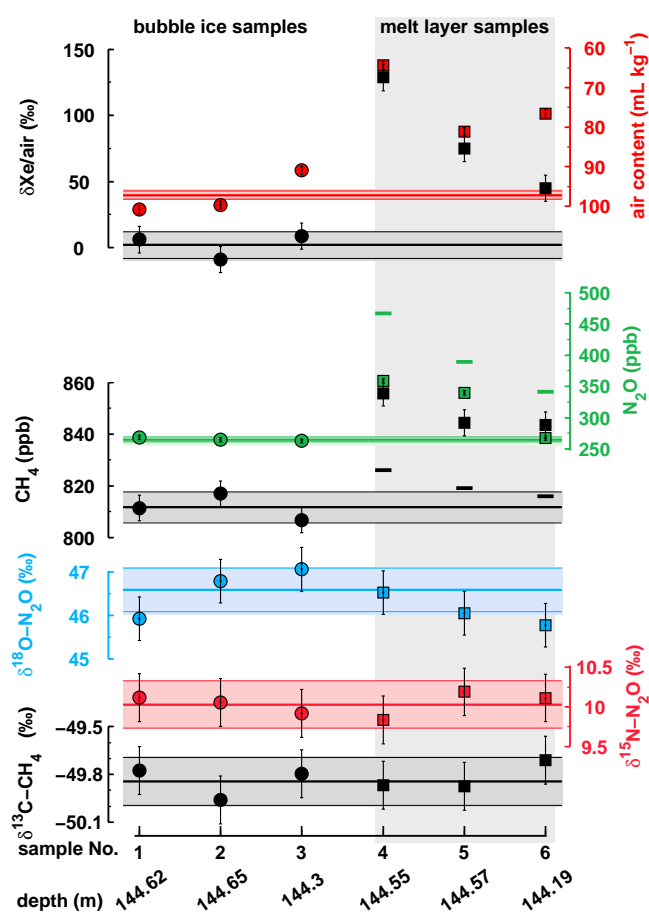 bubble ice samples melt layer samples
δXe/air (‰)
150
100
50
0
60
70
80
90
100
air content (mL kg⁻¹)
CH₄ (ppb)
860
840
820
800
500
450
400
350
300
250
N₂O (ppb)
δ¹⁸O–N₂O (‰)
47
46
45
10.5
10
9.5
δ¹⁵N–N₂O (‰)
δ¹³C–CH₄ (‰)
−49.5
−49.8
−50.1
sample No. 1 2 3 4 5 6
depth (m) 144.62 144.65 144.3 144.55 144.57 144.19